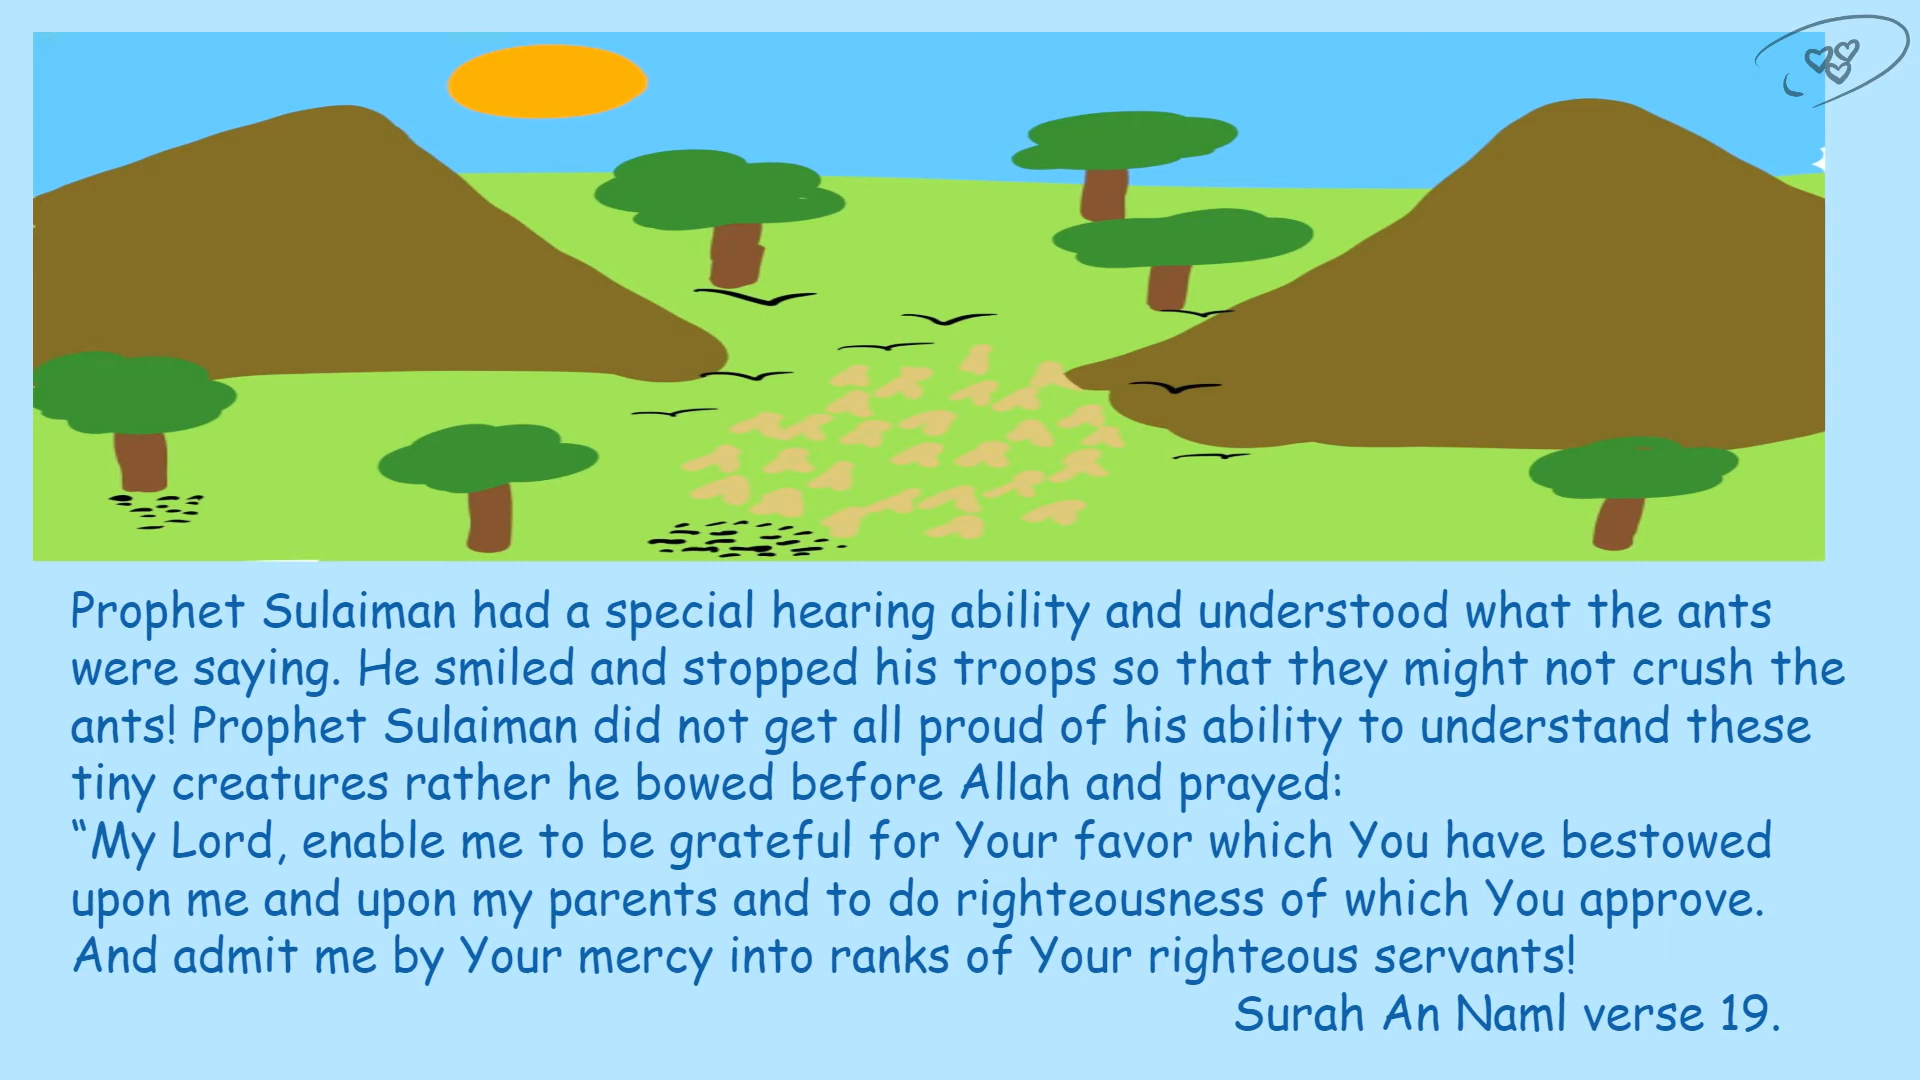 Prophet Sulaiman had a special hearing ability and understood what the ants
were saying. He smiled and stopped his troops so that they might not crush the
ants! Prophet Sulaiman did not get all proud of his ability to understand these
tiny creatures rather he bowed before Allah and prayed:
“My Lord, enable me to be grateful for Your favor which You have bestowed
upon me and upon my parents and to do righteousness of which You approve.
And admit me by Your mercy into ranks of Your righteous servants!
Surah An Naml verse 19.